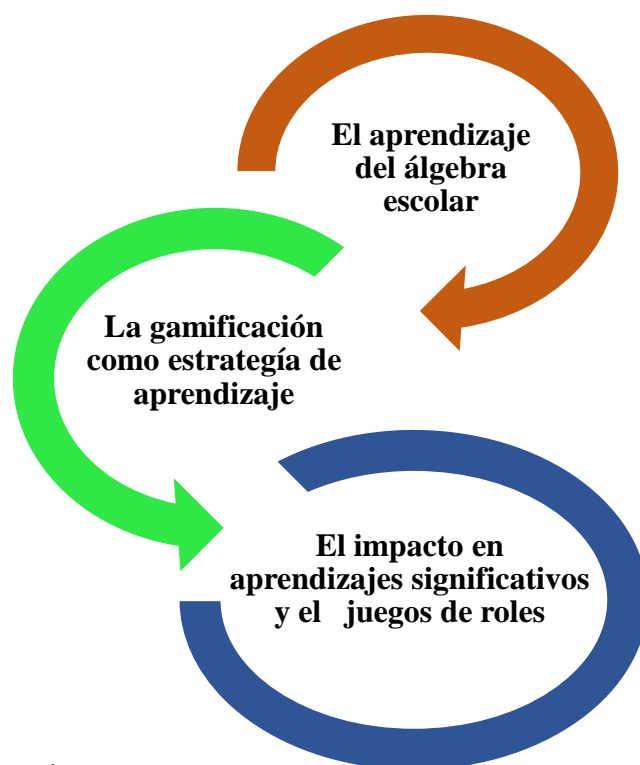 El aprendizaje
del álgebra
escolar
La gamificación
como estrategía de
aprendizaje
El impacto en
aprendizajes significativos
y el juegos de roles